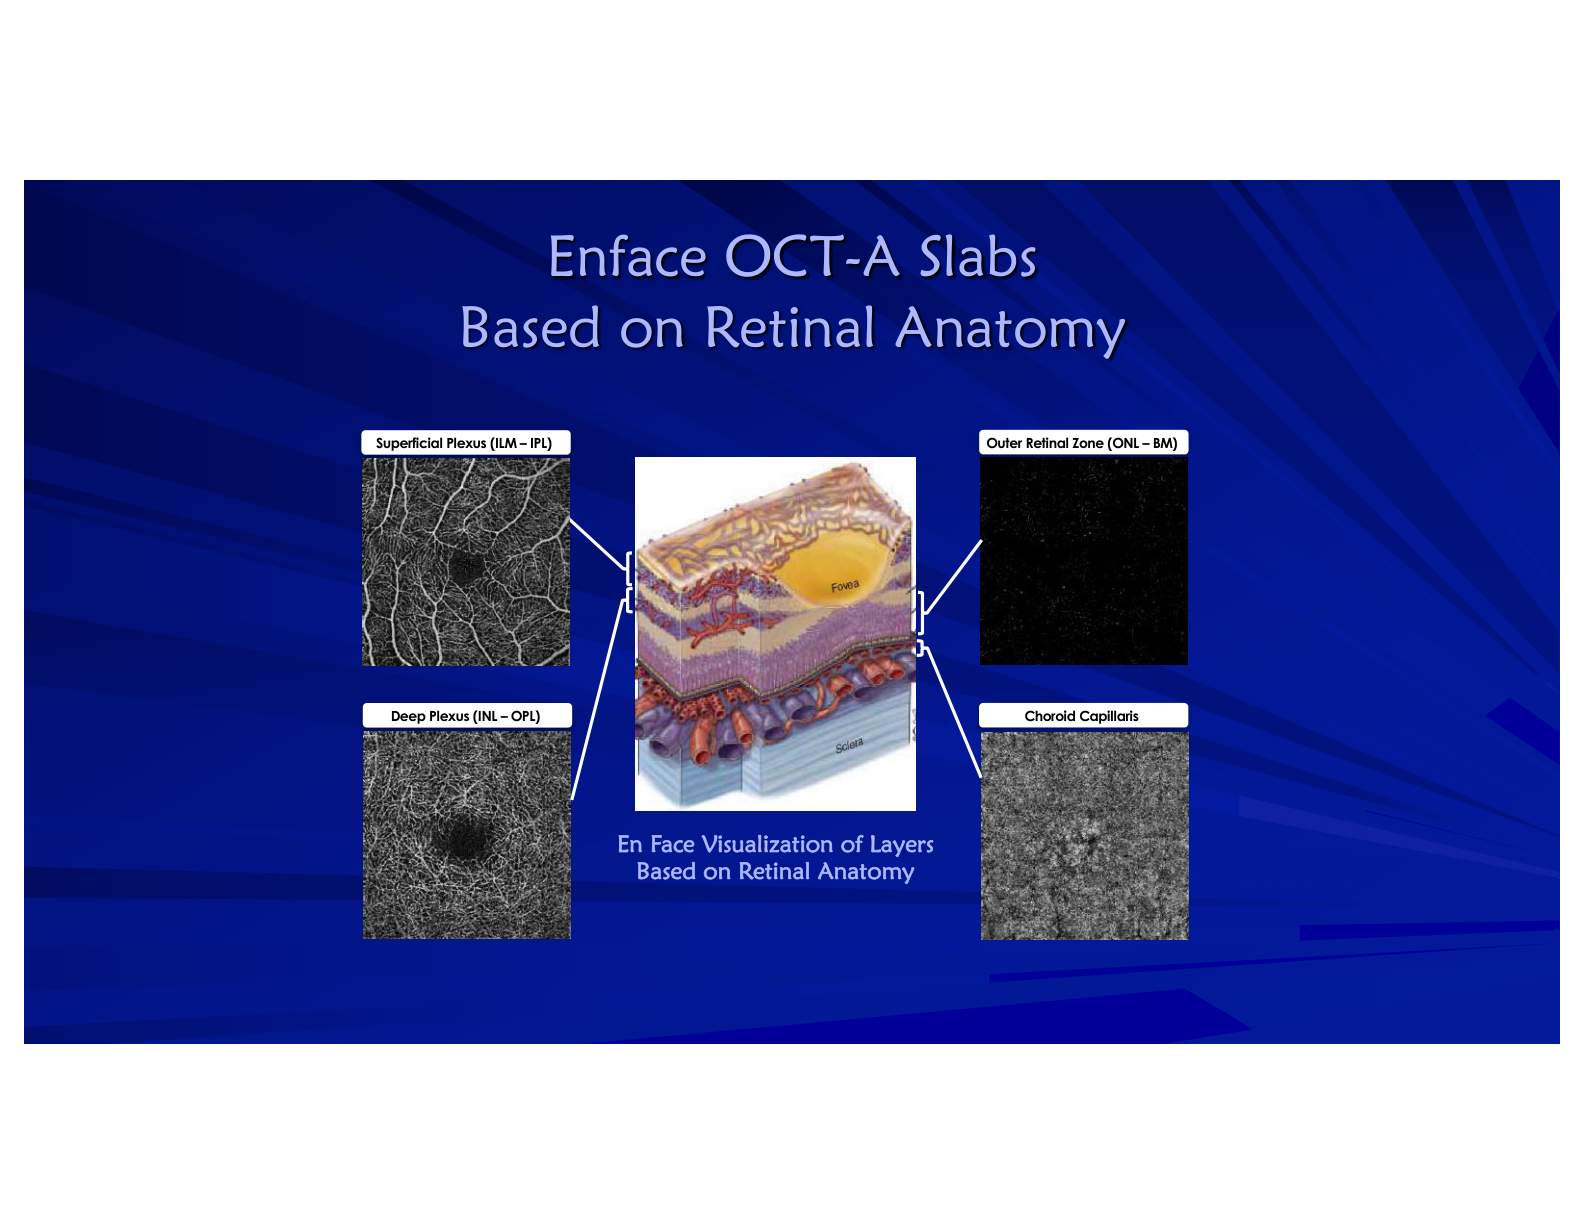 Enface OCT-A Slabs
Based on Retinal Anatomy
Superficial Plexus (ILM – IPL)
Outer Retinal Zone (ONL – BM)
Fovea
Deep Plexus (INL – OPL)
Choroid Capillaris
Sclera
En Face Visualization of Layers
Based on Retinal Anatomy